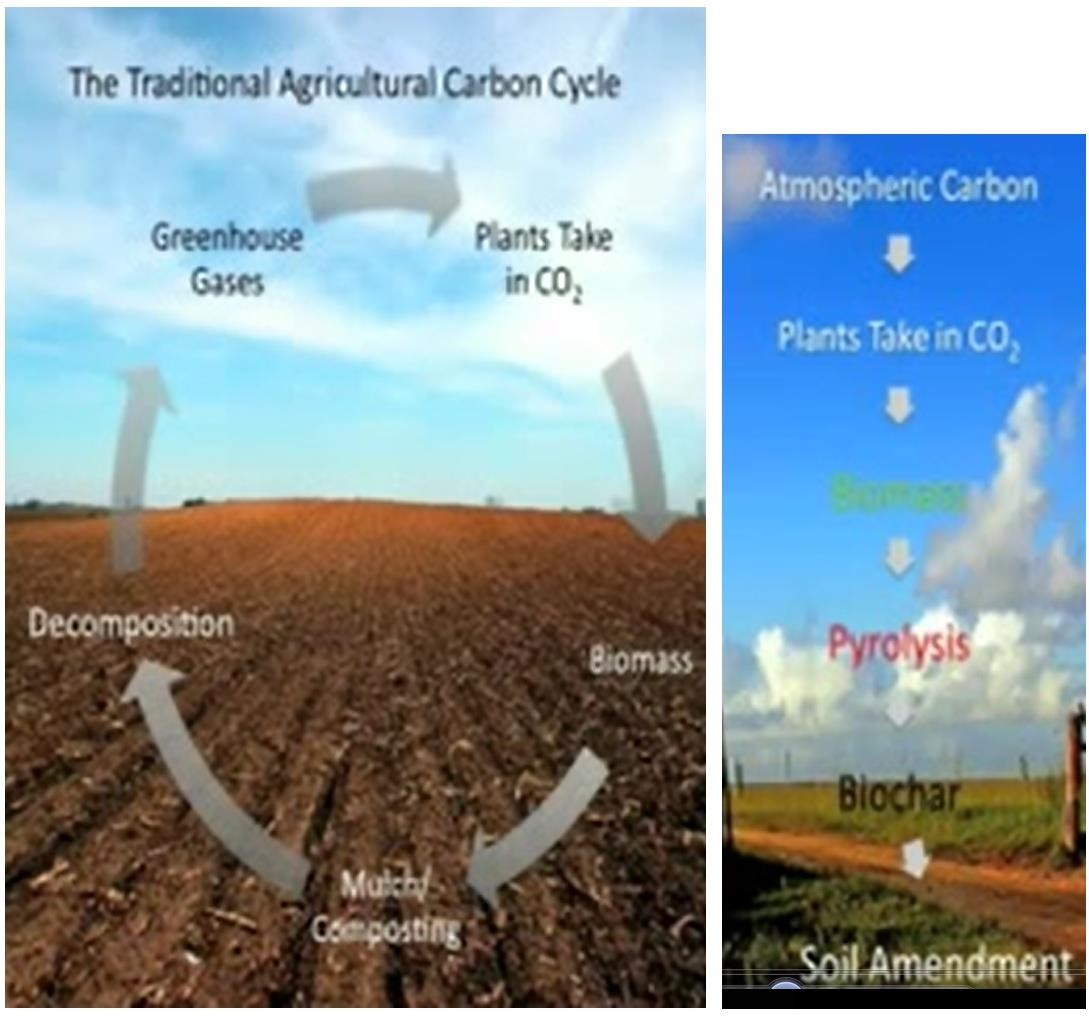 The Traditional Agricultural Carbon Cycle
Greenhouse
Gases
Plants Take
in CO₂
Decomposition
Biomass
Mulch/
Composting
Atmospheric Carbon
Plants Take in CO₂
Biomass
Pyrolysis
Biochar
Soil Amendment